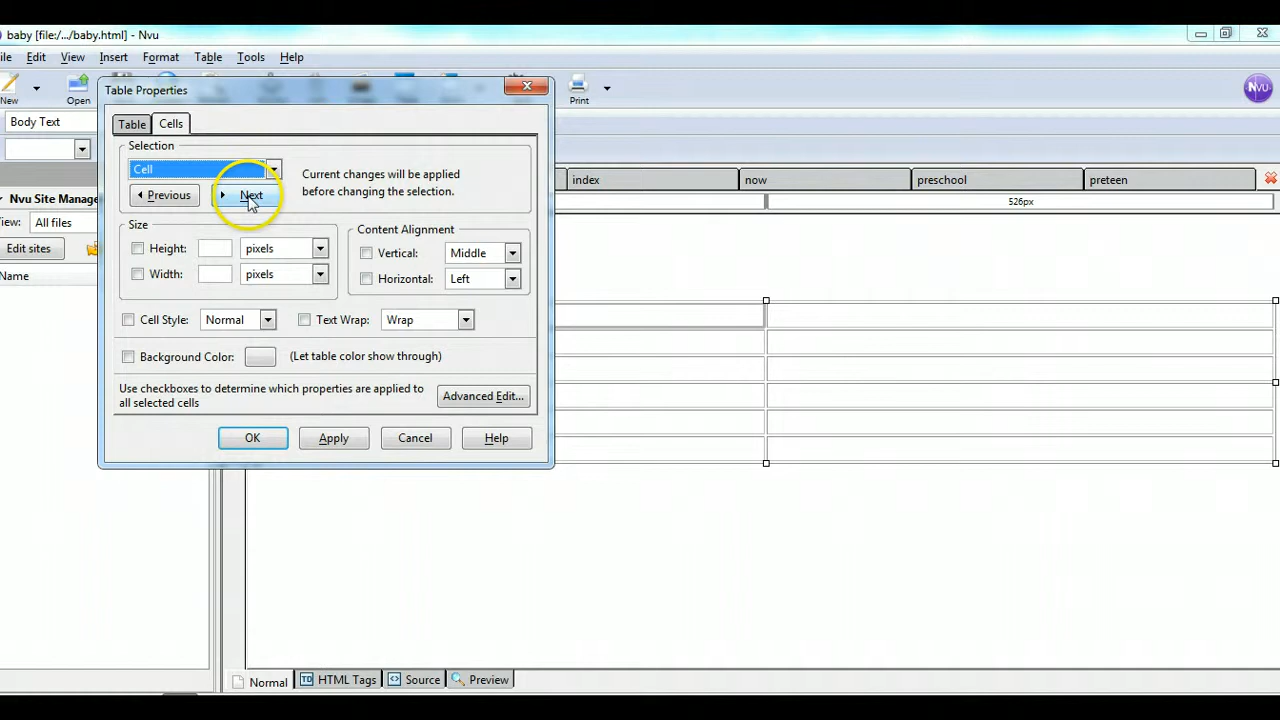 baby [file:/.../baby.html] - Nvu
Edit View Insert Format Table Tools Help
New Open Print
NVU
Table Properties
Body Text
Table Cells
Selection
Cell
Previous Next
Current changes will be applied
before changing the selection.
index now preschool preteen
Nvu Site Manage
526px
View: All files
Edit sites
Name
Size
Height: pixels
Width: pixels
Content Alignment
Vertical: Middle
Horizontal: Left
Cell Style: Normal Text Wrap: Wrap
Background Color: (Let table color show through)
Use checkboxes to determine which properties are applied to
all selected cells
Advanced Edit...
OK Apply Cancel Help
Normal TD HTML Tags Source Preview